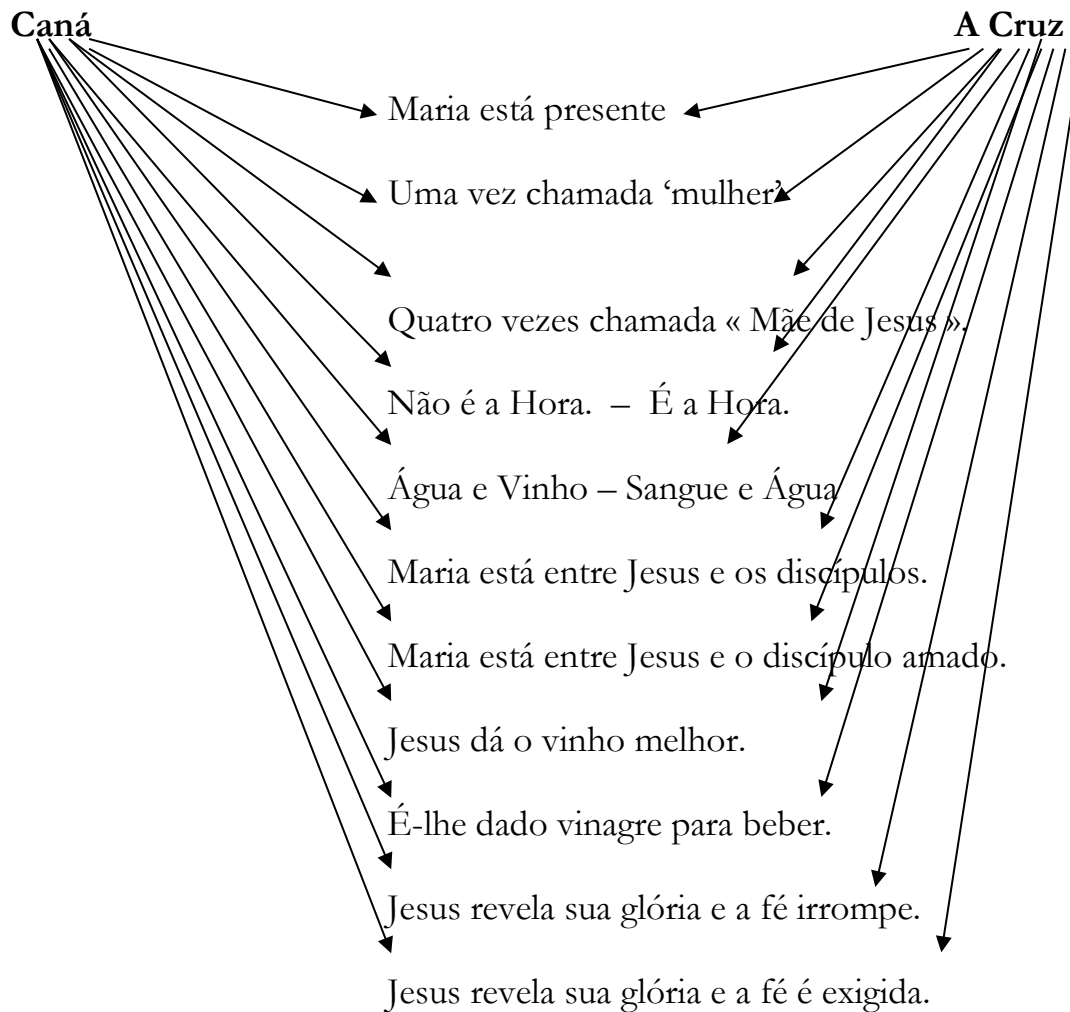 Caná A Cruz
Maria está presente
Uma vez chamada ‘mulher’
Quatro vezes chamada « Mãe de Jesus ».
Não é a Hora. – É a Hora.
Água e Vinho – Sangue e Água
Maria está entre Jesus e os discípulos.
Maria está entre Jesus e o discípulo amado.
Jesus dá o vinho melhor.
É-lhe dado vinagre para beber.
Jesus revela sua glória e a fé irrompe.
Jesus revela sua glória e a fé é exigida.